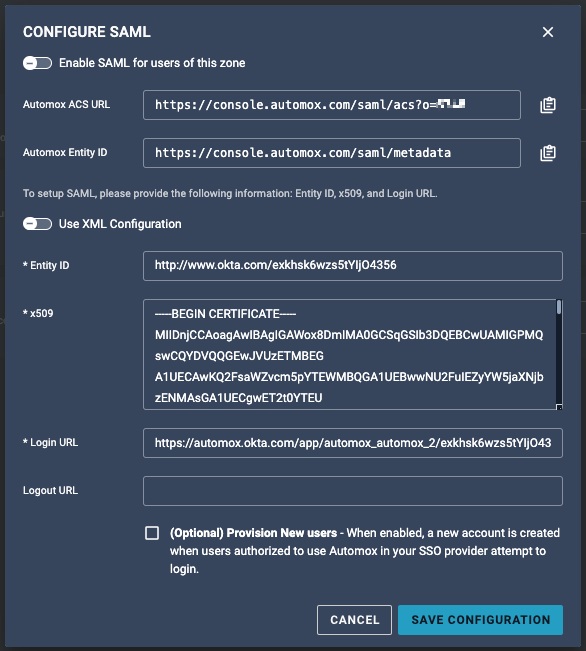 CONFIGURE SAML
Enable SAML for users of this zone
Automox ACS URL
https://console.automox.com/saml/acs?o=
Automox Entity ID
https://console.automox.com/saml/metadata
To setup SAML, please provide the following information: Entity ID, x509, and Login URL.
Use XML Configuration
* Entity ID
http://www.okta.com/exkhsk6wzs5tYIjO4356
* x509
-----BEGIN CERTIFICATE-----
MIIDnjCCAoagAwIBAgIGAWox8DmIMA0GCSqGSIb3DQEBCwUAMIGPMQ
swCQYDVQQGEwJVUzETMBEG
A1UECAwKQ2FsaWZvcm5pYTEWMBQGA1UEBwwNU2FuIEZyYW5jaXNjb
zENMAsGA1UECgwET2t0YTEU
* Login URL
https://automox.okta.com/app/automox_automox_2/exkhsk6wzs5tYIjO43
Logout URL
(Optional) Provision New users - When enabled, a new account is created
when users authorized to use Automox in your SSO provider attempt to
login.
CANCEL
SAVE CONFIGURATION